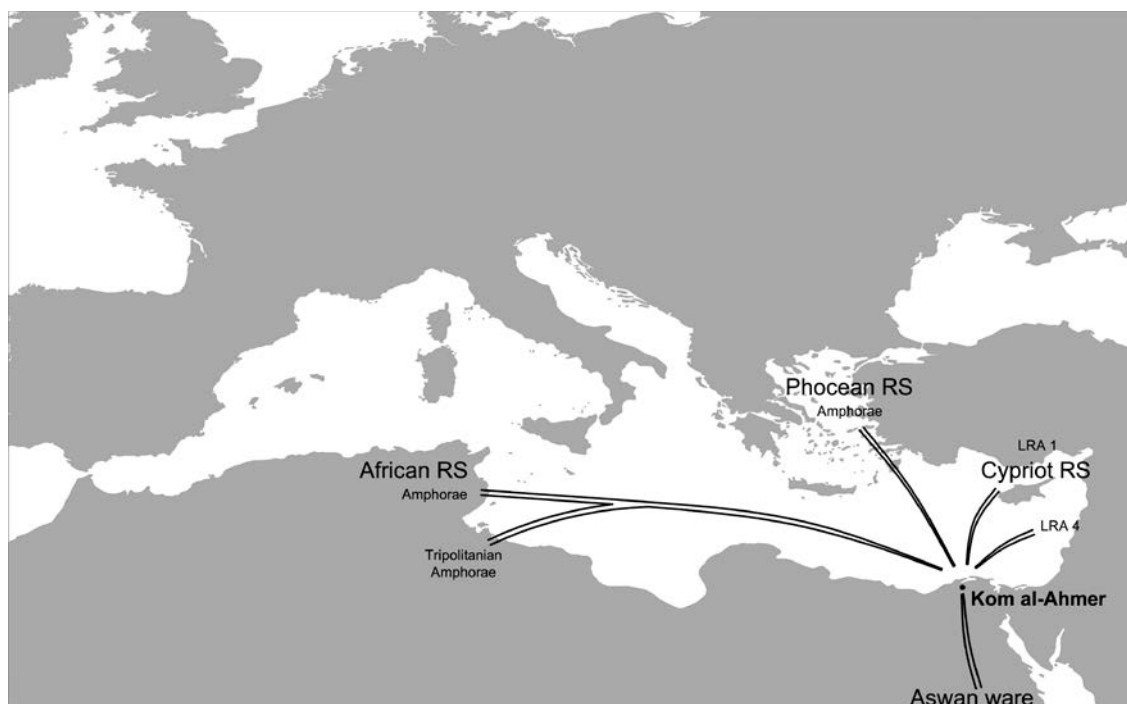 Phocean RS
Amphorae
LRA 1
Cypriot RS
African RS
Amphorae
LRA 4
Tripolitanian
Amphorae
Kom al-Ahmer
Aswan ware